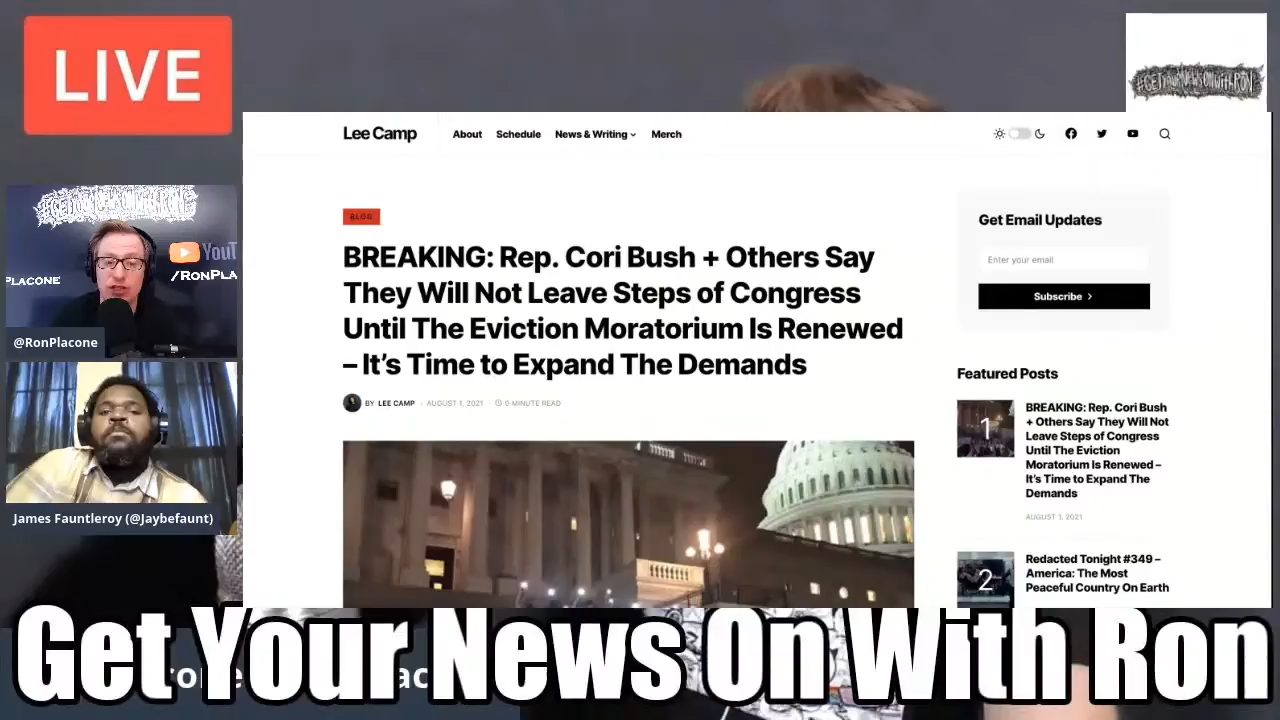 LIVE
#GETYOURNEWSONWITHRON
PLACONE
YouT
/RONPLA
@RonPlacone
James Fauntleroy (@Jaybefaunt)
Lee Camp
About Schedule News & Writing Merch
BLOG
BREAKING: Rep. Cori Bush + Others Say
They Will Not Leave Steps of Congress
Until The Eviction Moratorium Is Renewed
– It’s Time to Expand The Demands
BY LEE CAMP AUGUST 1, 2021 0 MINUTE READ
Get Email Updates
Enter your email
Subscribe
Featured Posts
1
BREAKING: Rep. Cori Bush
+ Others Say They Will Not
Leave Steps of Congress
Until The Eviction
Moratorium Is Renewed –
It’s Time to Expand The
Demands
AUGUST 1, 2021
2
Redacted Tonight #349 –
America: The Most
Peaceful Country On Earth
Get Your News On With Ron